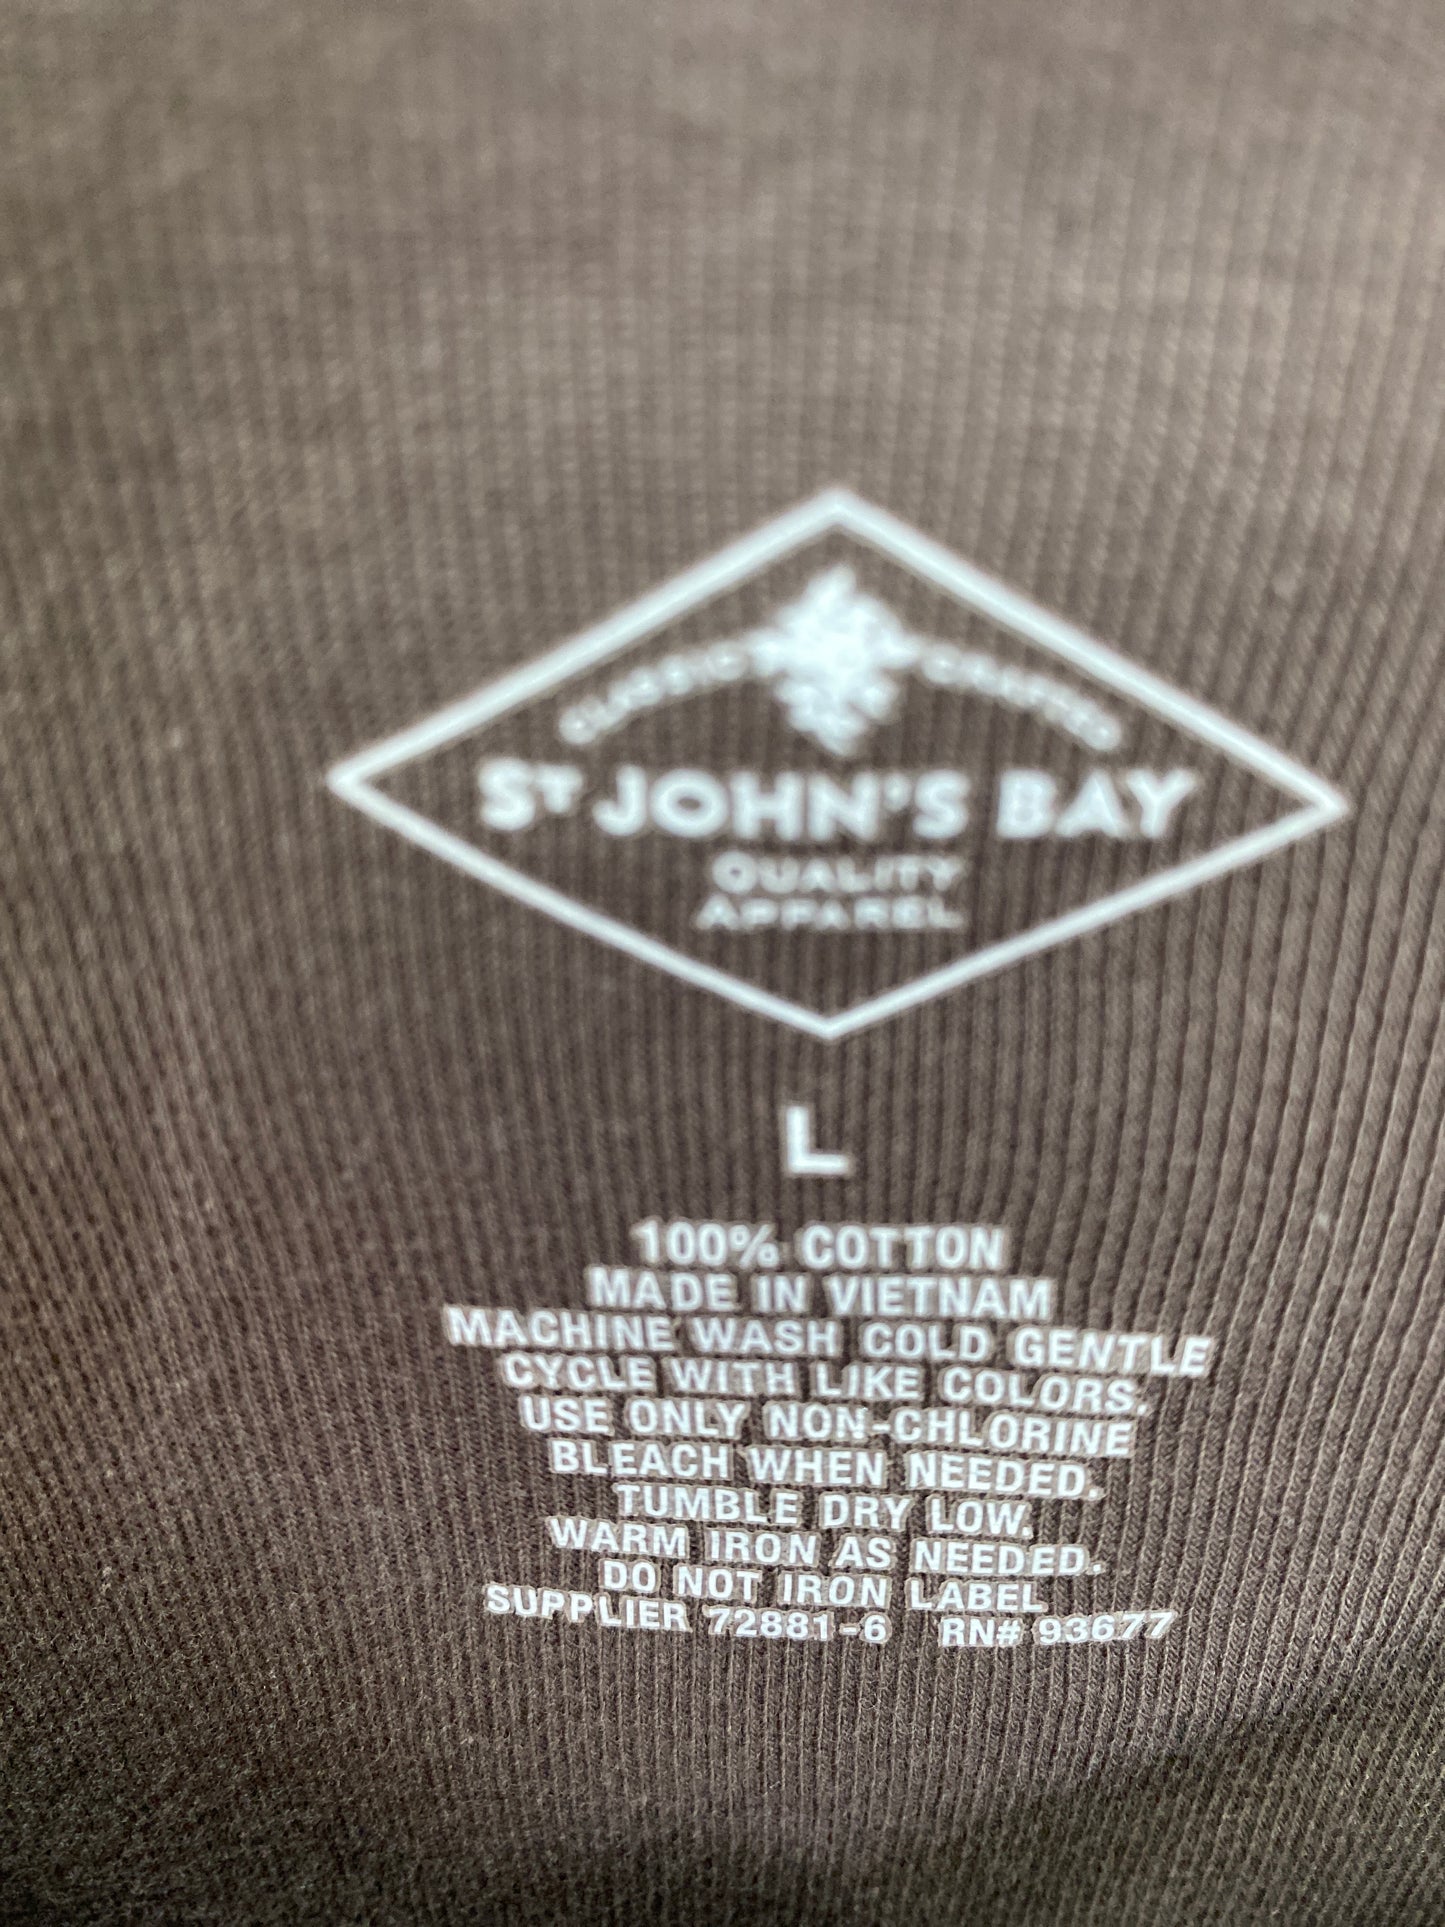 CLASSIC CRAFTED
ST JOHN'S BAY
QUALITY
APPAREL
L
100% COTTON
MADE IN VIETNAM
MACHINE WASH COLD GENTLE
CYCLE WITH LIKE COLORS.
USE ONLY NON-CHLORINE
BLEACH WHEN NEEDED.
TUMBLE DRY LOW.
WARM IRON AS NEEDED.
DO NOT IRON LABEL
SUPPLIER 72881-6 RN# 93677